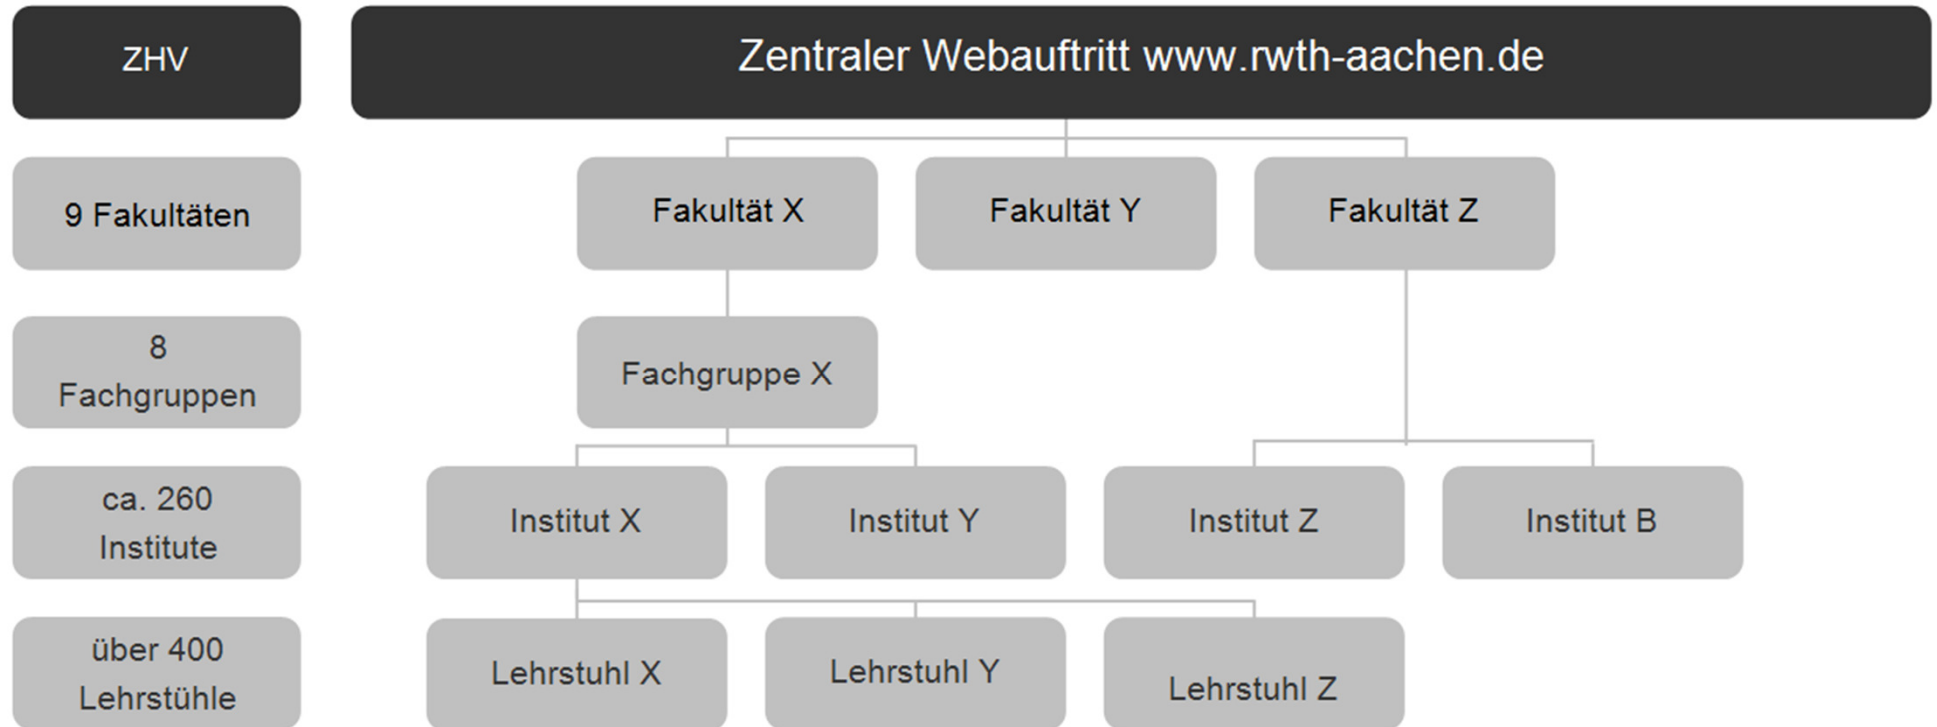 ZHV
Zentraler Webauftritt www.rwth-aachen.de
9 Fakultäten
Fakultät X
Fakultät Y
Fakultät Z
8
Fachgruppen
Fachgruppe X
ca. 260
Institute
Institut X
Institut Y
Institut Z
Institut B
über 400
Lehrstühle
Lehrstuhl X
Lehrstuhl Y
Lehrstuhl Z